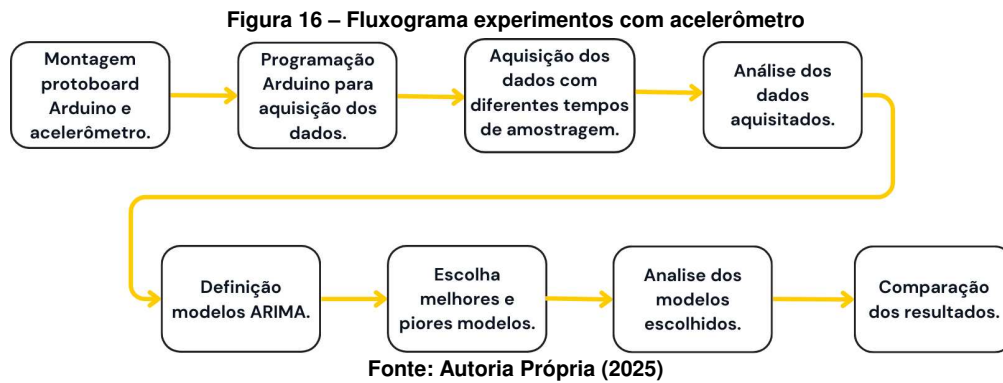 Figura 16 – Fluxograma experimentos com acelerômetro
Montagem
protoboard
Arduino e
acelerômetro.
Programação
Arduino para
aquisição dos
dados.
Aquisição dos
dados com
diferentes tempos
de amostragem.
Análise dos
dados
aquisitados.
Definição
modelos ARIMA.
Escolha
melhores e
piores modelos.
Analise dos
modelos
escolhidos.
Comparação
dos resultados.
Fonte: Autoria Própria (2025)